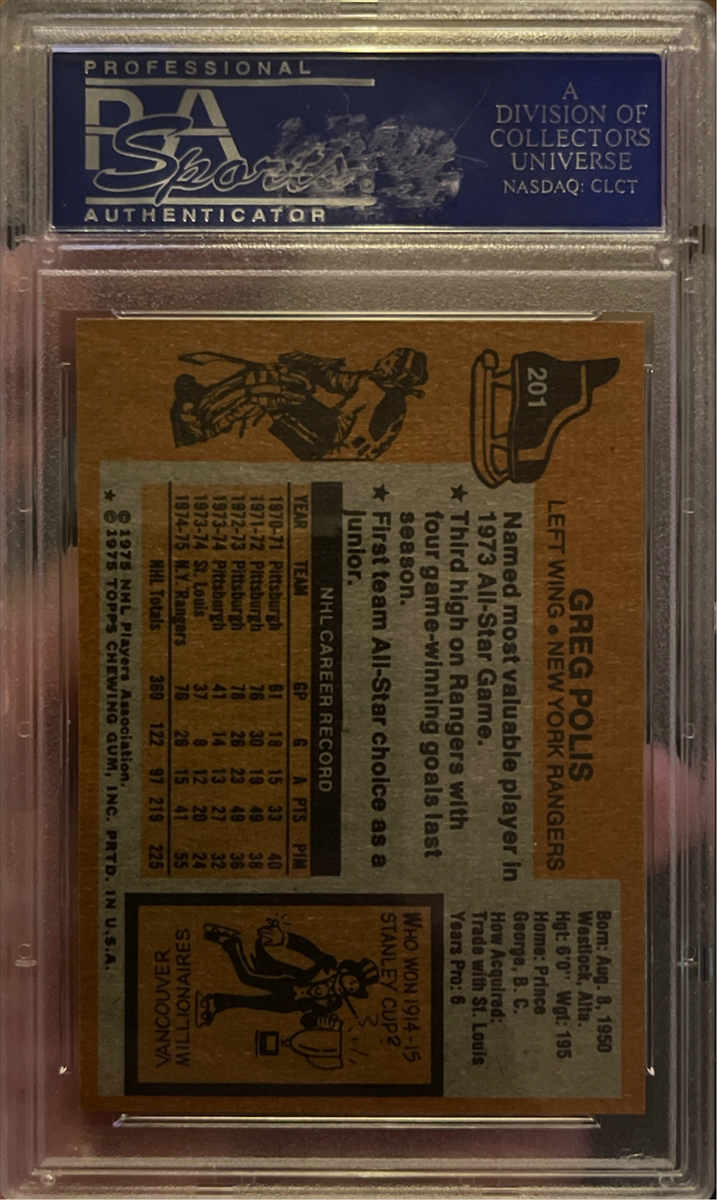 PROFESSIONAL
PSA
Sports
AUTHENTICATOR
A
DIVISION OF
COLLECTORS
UNIVERSE
NASDAQ: CLCT
201
GREG POLIS
LEFT WING • NEW YORK RANGERS
Born: Aug. 8, 1950
Westlock, Alta.
Hgt: 6'0" Wgt: 195
Home: Prince
George, B. C.
How Acquired:
Trade with St. Louis
Years Pro: 6
Named most valuable player in
1973 All-Star Game.
★ Third high on Rangers with
four game-winning goals last
season.
★ First team All-Star choice as a
junior.
NHL CAREER RECORD
YEAR TEAM GP G A PTS PIM
1970-71 Pittsburgh 61 18 15 33 40
1971-72 Pittsburgh 76 30 19 49 38
1972-73 Pittsburgh 78 26 23 49 36
1973-74 Pittsburgh 41 14 13 27 32
1973-74 St. Louis 37 8 12 20 24
1974-75 N.Y. Rangers 76 26 15 41 55
NHL Totals 369 122 97 219 225
WHO WON 1914-15
STANLEY CUP?
VANCOUVER
MILLIONAIRES
© 1975 NHL Players Association.
★ © 1975 TOPPS CHEWING GUM, INC. PRTD. IN U.S.A.